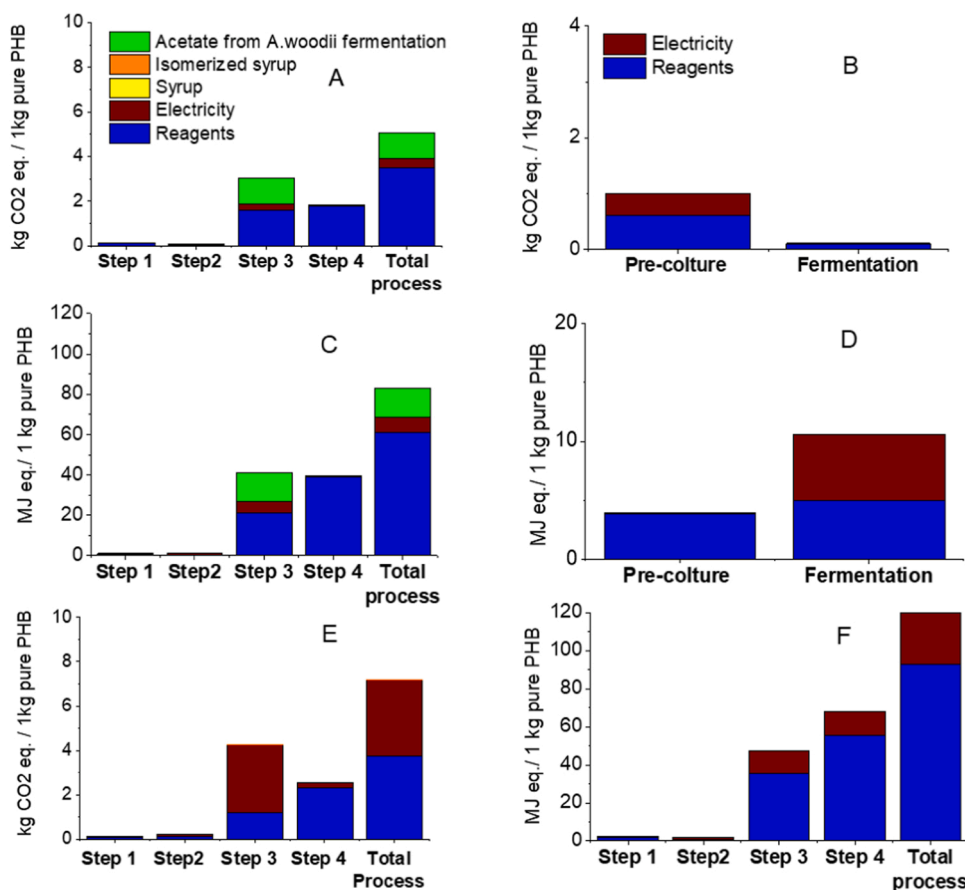 kg CO2 eq. / 1kg pure PHB
10
8
6
4
2
0
Acetate from A.woodii fermentation
Isomerized syrup
Syrup
Electricity
Reagents
A
Step 1
Step2
Step 3
Step 4
Total
process
kg CO2 eq. / 1kg pure PHB
4
2
0
Electricity
Reagents
B
Pre-colture
Fermentation
MJ eq./ 1 kg pure PHB
120
100
80
60
40
20
0
C
Step 1
Step2
Step 3
Step 4
Total
process
MJ eq./ 1 kg pure PHB
20
10
0
D
Pre-colture
Fermentation
kg CO2 eq. / 1kg pure PHB
10
8
6
4
2
0
E
Step 1
Step2
Step 3
Step 4
Total
Process
MJ eq./ 1 kg pure PHB
120
100
80
60
40
20
0
F
Step 1
Step2
Step 3
Step 4
Total
process